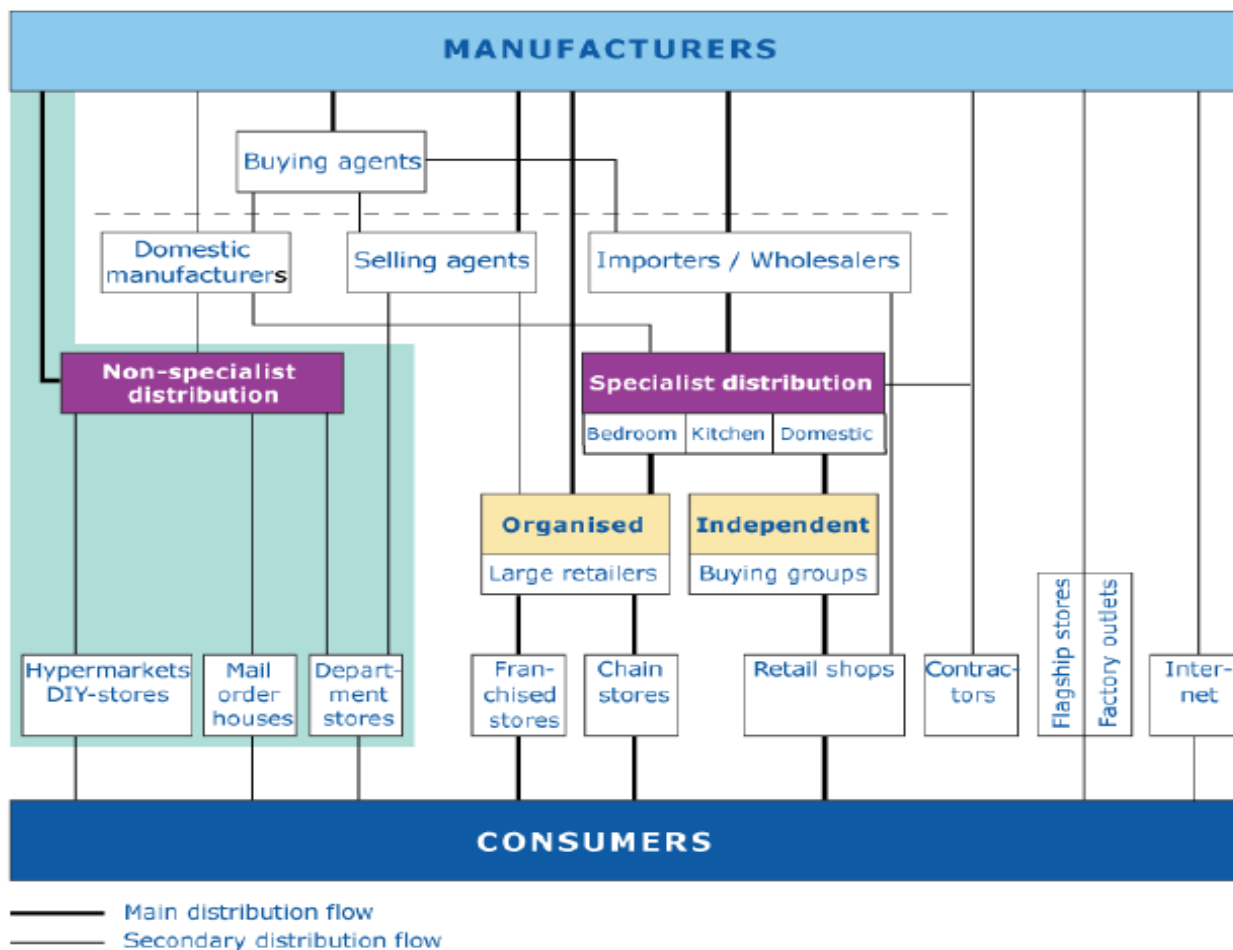 MANUFACTURERS
Buying agents
Domestic
manufacturers
Selling agents
Importers / Wholesalers
Non-specialist
distribution
Specialist distribution
Bedroom
Kitchen
Domestic
Organised
Independent
Large retailers
Buying groups
Hypermarkets
DIY-stores
Mail
order
houses
Depart-
ment
stores
Fran-
chised
stores
Chain
stores
Retail shops
Contrac-
tors
Flagship stores
Factory outlets
Inter-
net
CONSUMERS
Main distribution flow
Secondary distribution flow